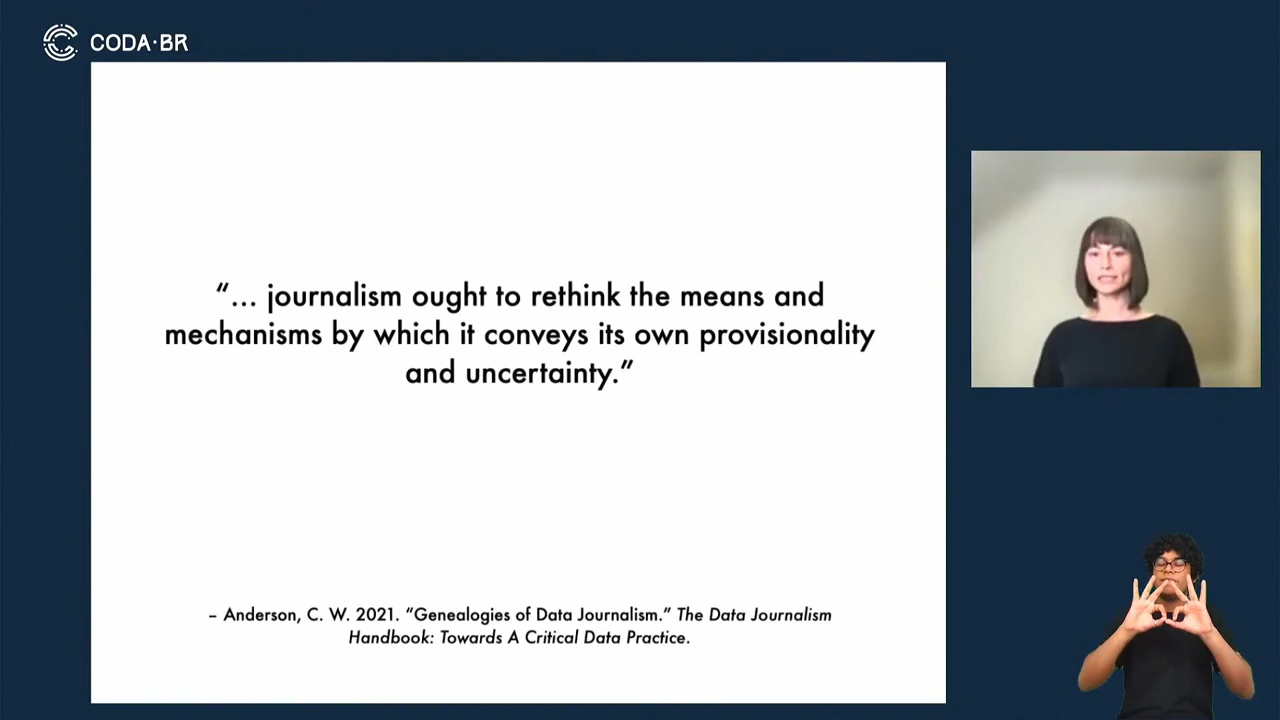 CODA·BR
“... journalism ought to rethink the means and
mechanisms by which it conveys its own provisionality
and uncertainty.”
– Anderson, C. W. 2021. “Genealogies of Data Journalism.” The Data Journalism
Handbook: Towards A Critical Data Practice.